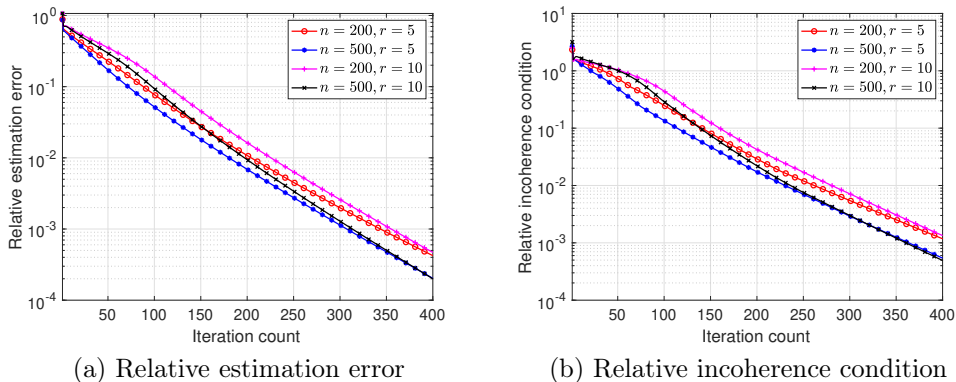 Relative estimation error
10^0
10^-1
10^-2
10^-3
10^-4
n = 200, r = 5
n = 500, r = 5
n = 200, r = 10
n = 500, r = 10
50 100 150 200 250 300 350 400
Iteration count
(a) Relative estimation error
Relative incoherence condition
10^1
10^0
10^-1
10^-2
10^-3
10^-4
n = 200, r = 5
n = 500, r = 5
n = 200, r = 10
n = 500, r = 10
50 100 150 200 250 300 350 400
Iteration count
(b) Relative incoherence condition